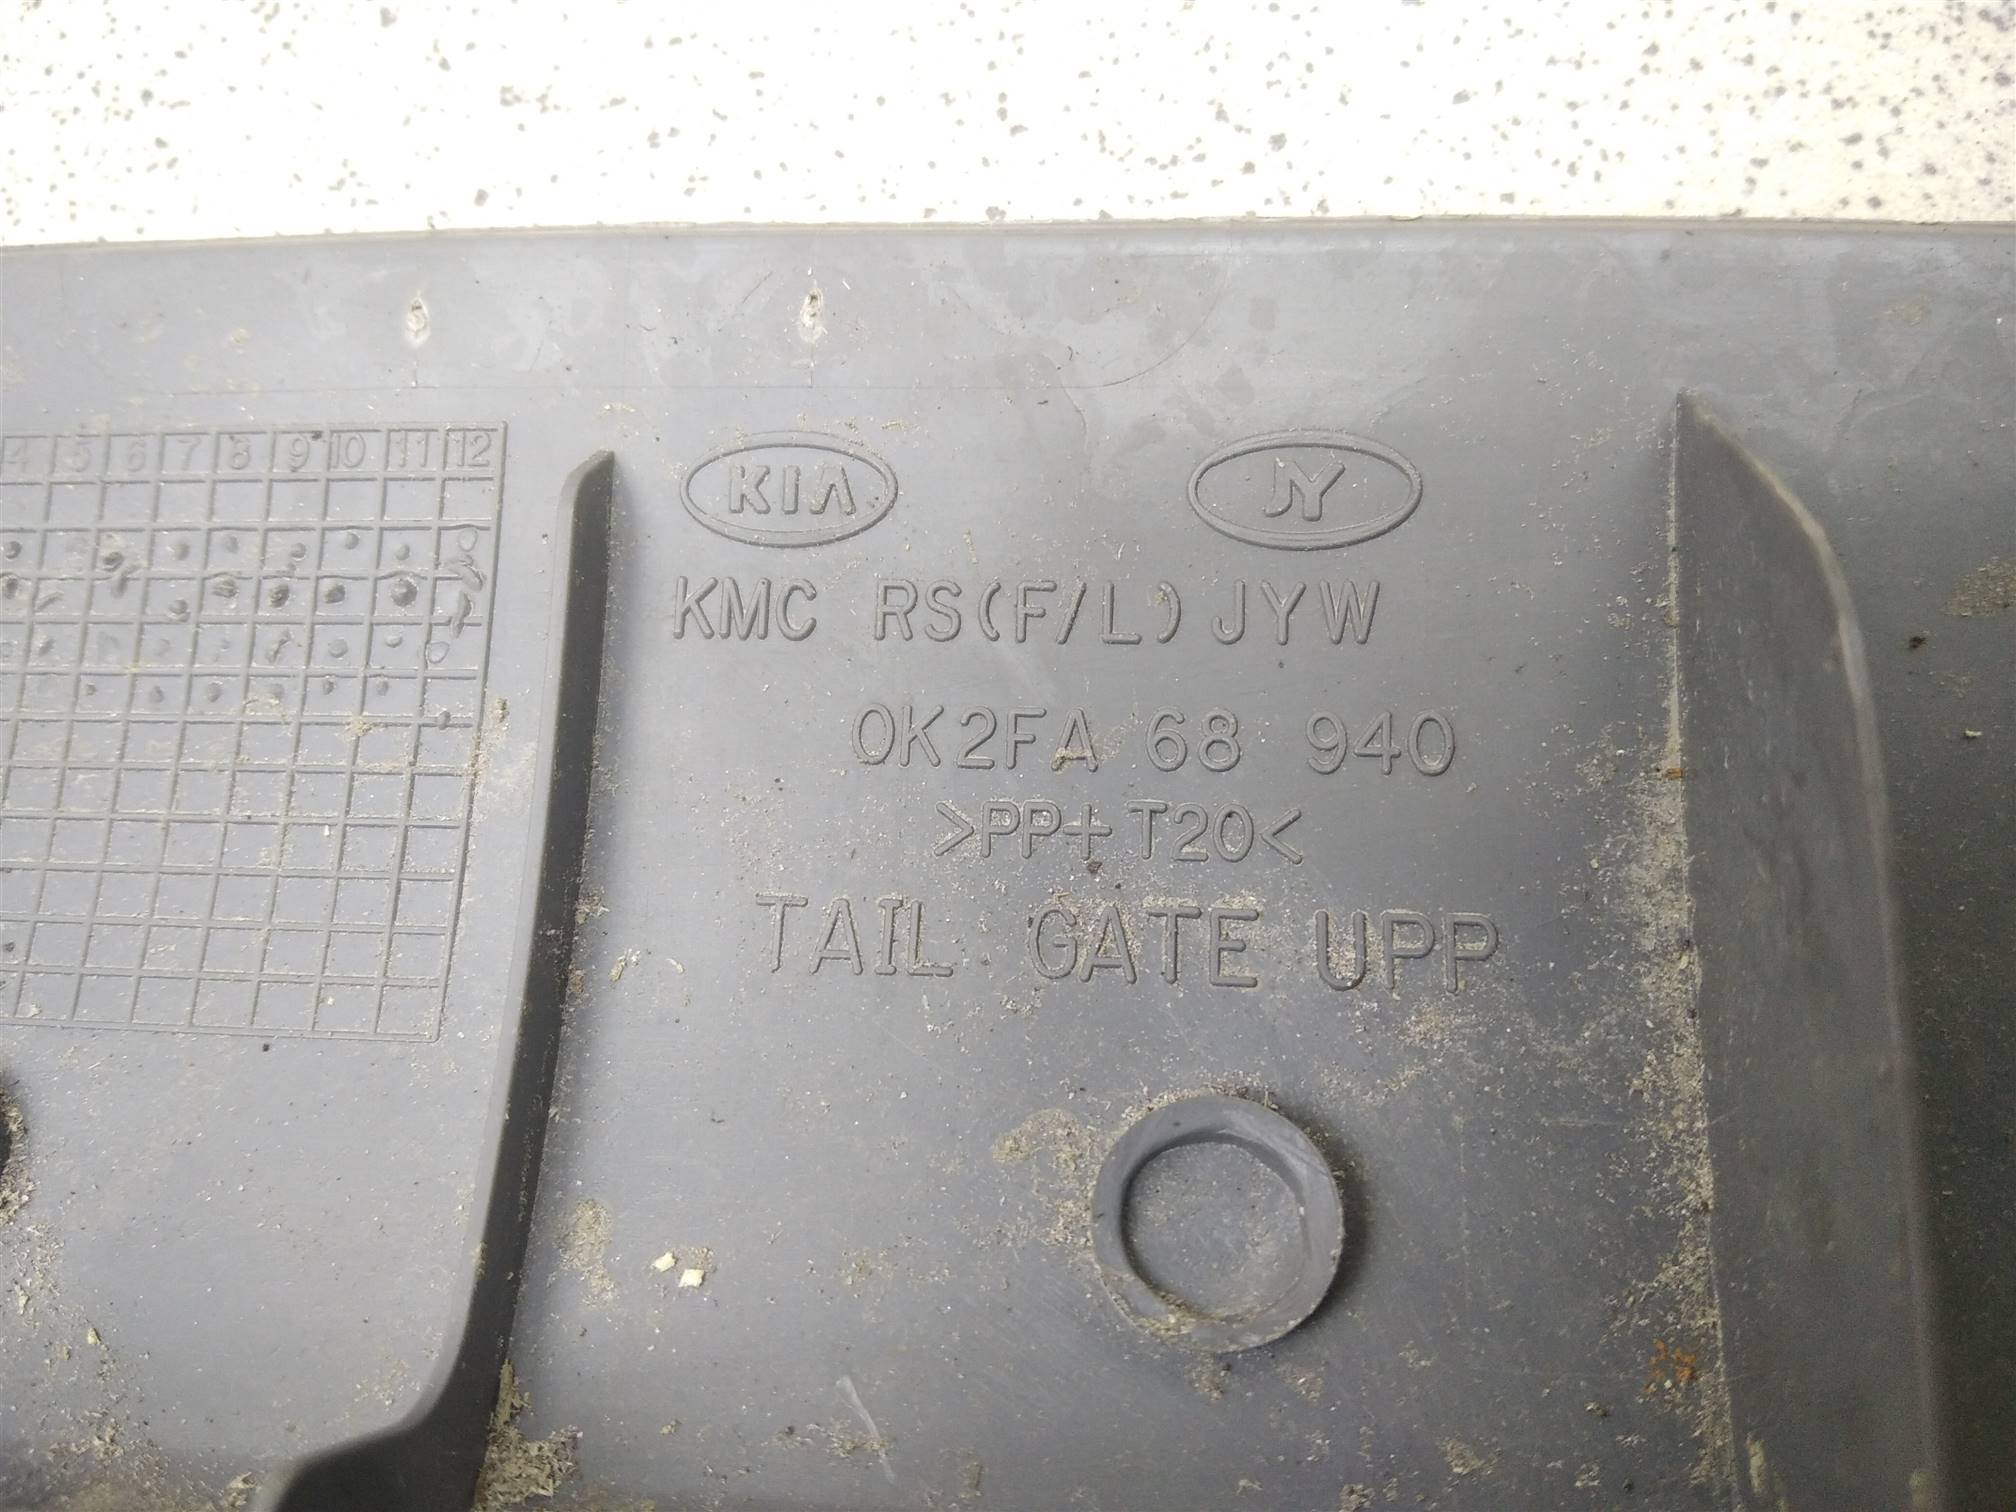 4 5 6 7 8 9 10 11 12
KIA JY
KMC RS(F/L) JYW
0K2FA 68 940
>PP+T20<
TAIL GATE UPP